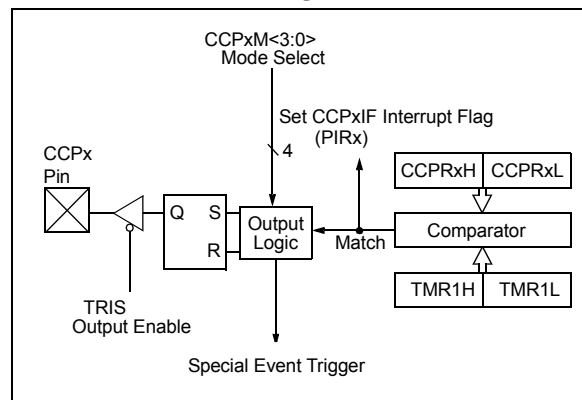 CCPxM<3:0>
Mode Select
Set CCPxIF Interrupt Flag
(PIRx)
4
CCPx
Pin
CCPRxH CCPRxL
Q S
R
Output
Logic
Match
Comparator
TMR1H TMR1L
TRIS
Output Enable
Special Event Trigger